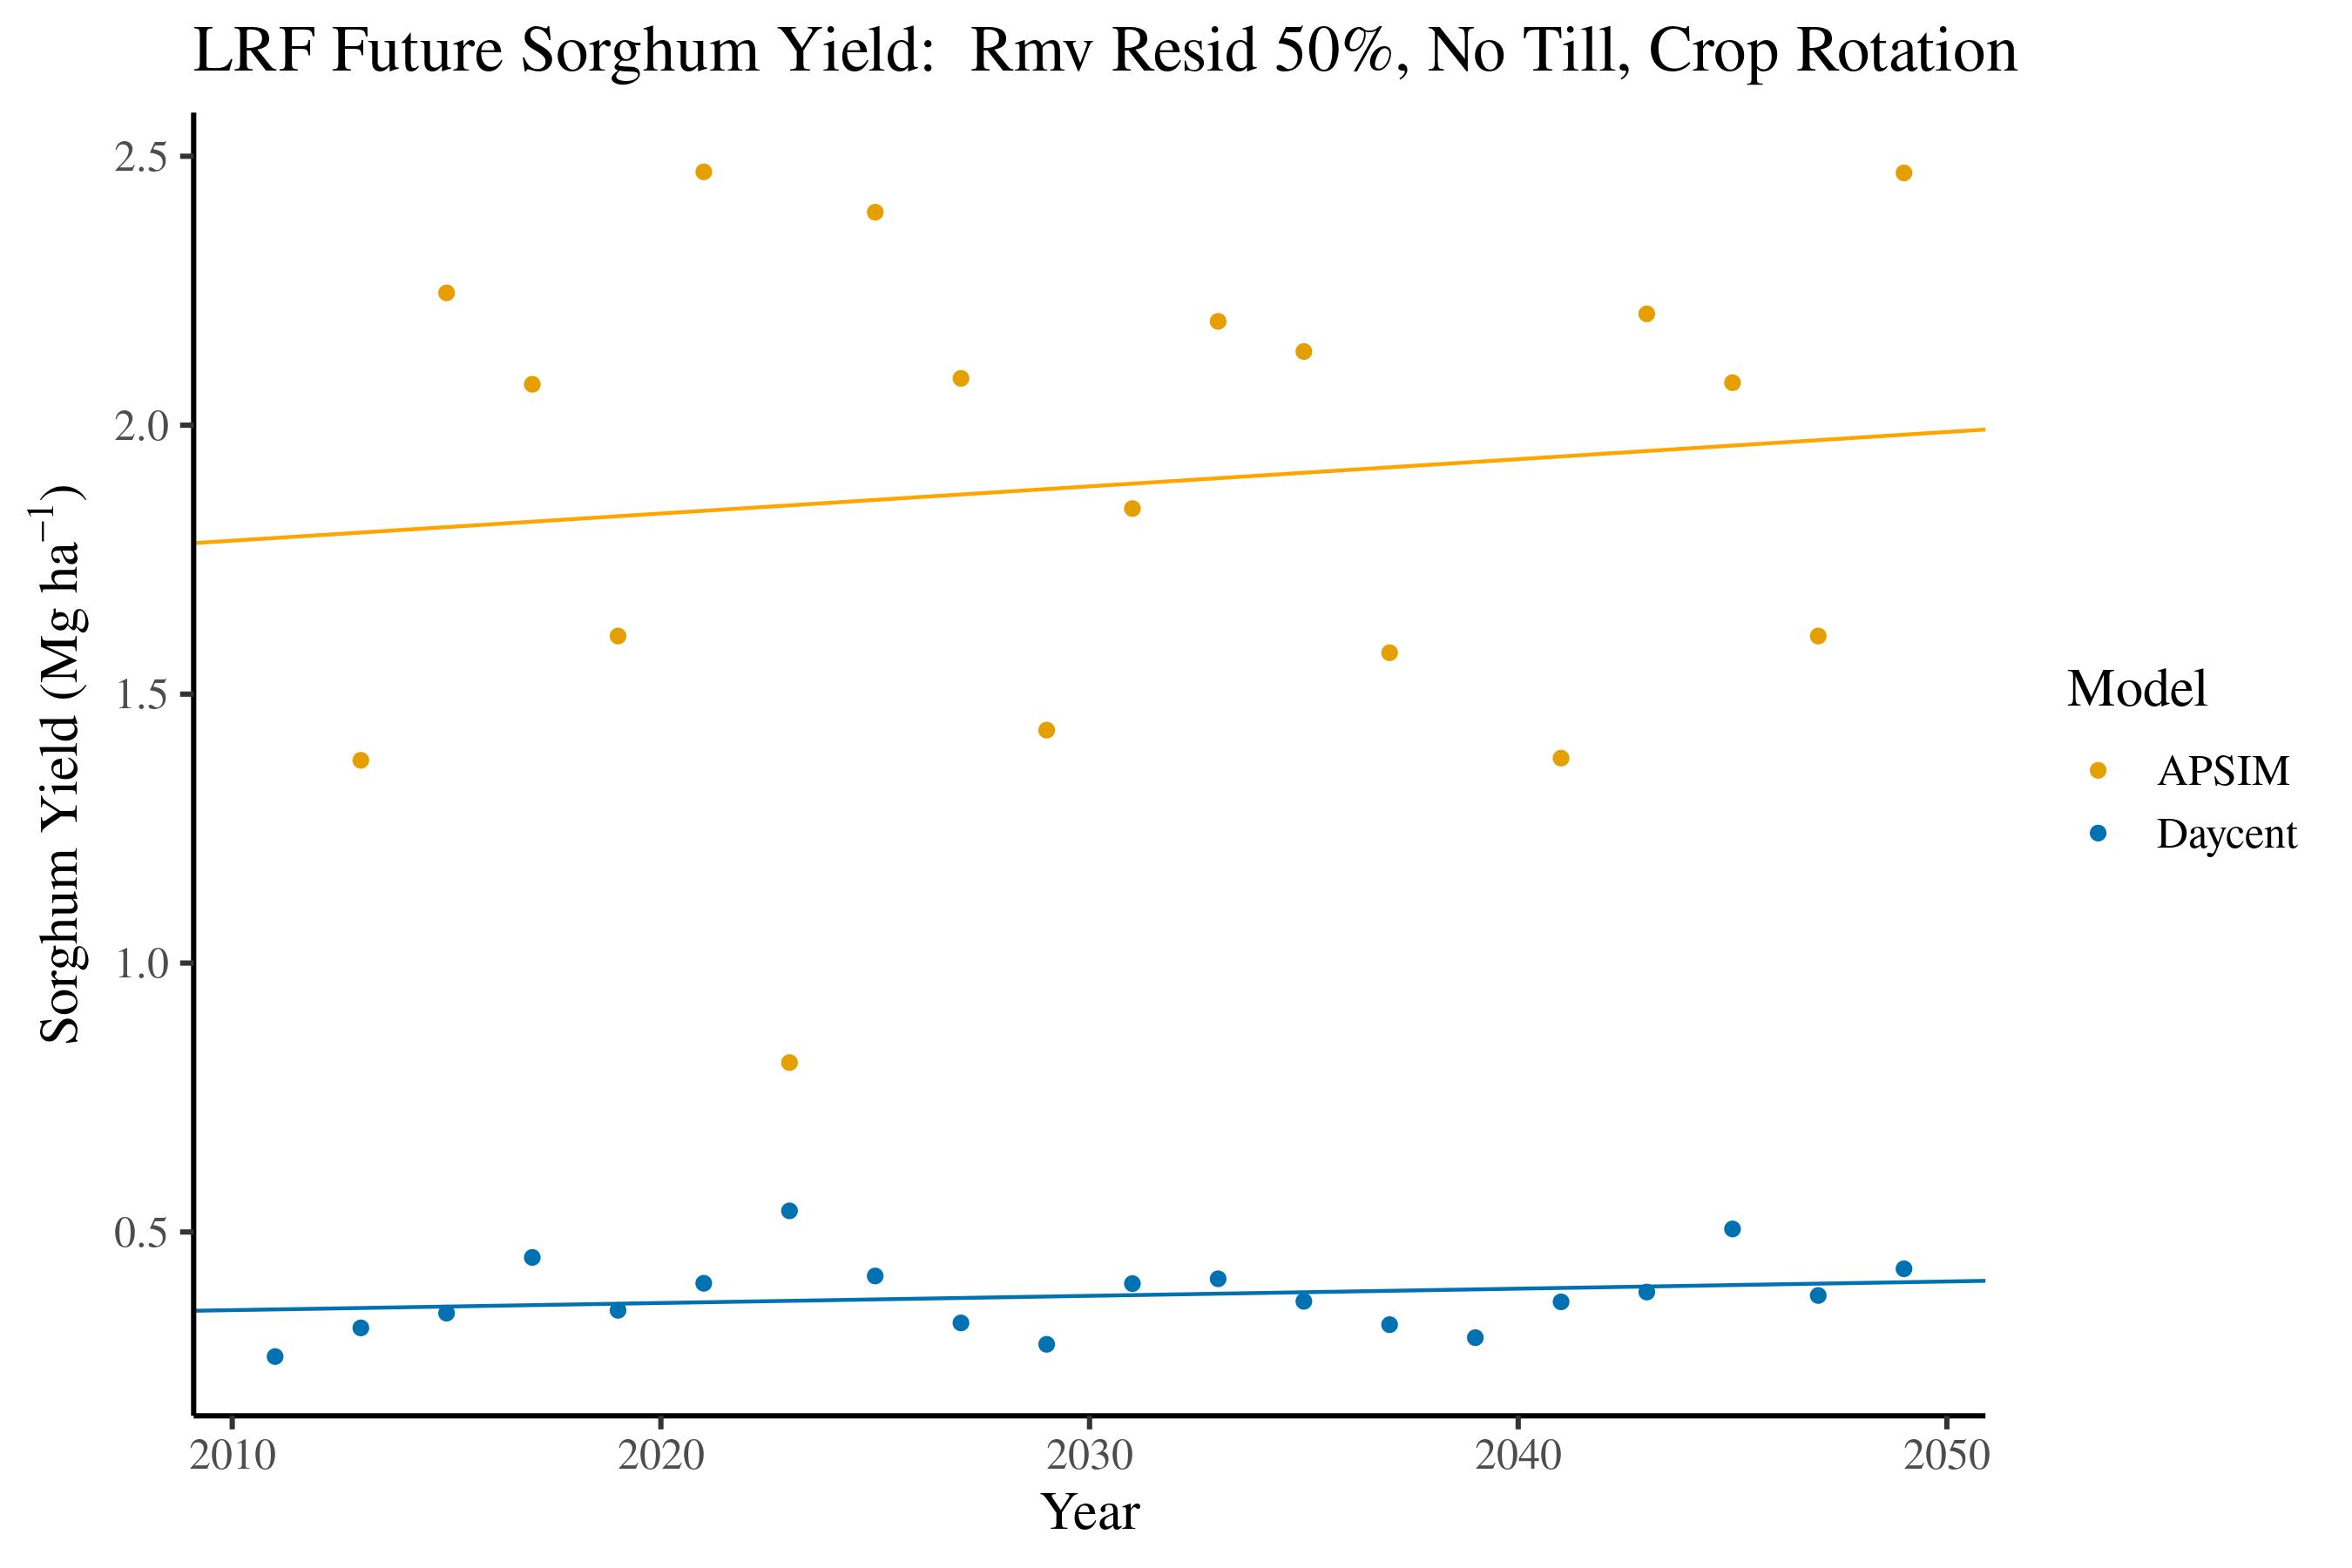 LRF Future Sorghum Yield:  Rmv Resid 50%, No Till, Crop Rotation
Sorghum Yield (Mg ha⁻¹)
2.5
2.0
1.5
1.0
0.5
2010 2020 2030 2040 2050
Year
Model
APSIM
Daycent